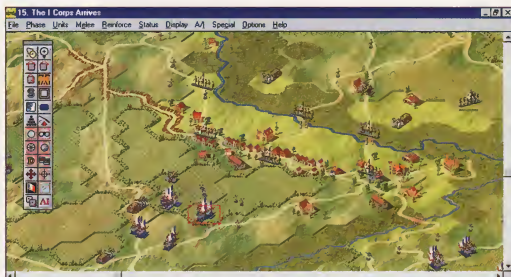 15. The I Corps Arrives
File Phase Units Melee Reinforce Status Display A/I Special Options Help
AI